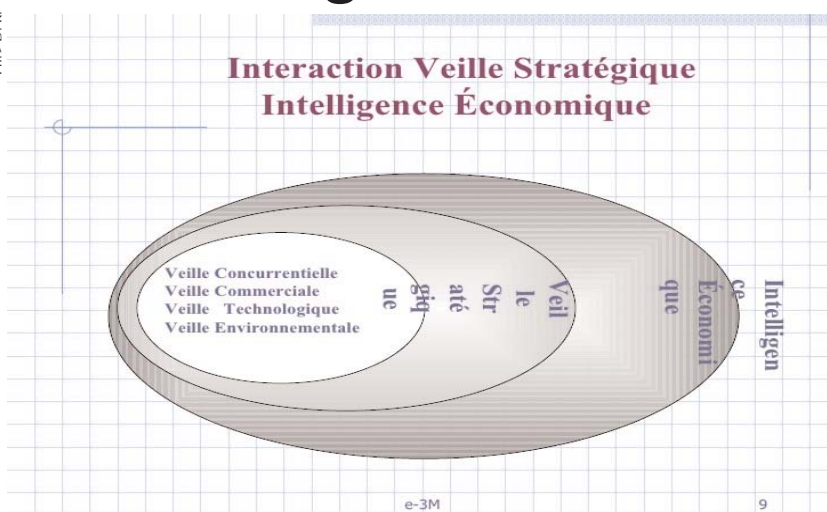 Interaction Veille Stratégique
Intelligence Économique
Veille Concurrentielle
Veille Commerciale
Veille Technologique
Veille Environnementale
Veil
le
Str
até
giq
ue
Intelligen
ce
Économi
que
e-3M
9